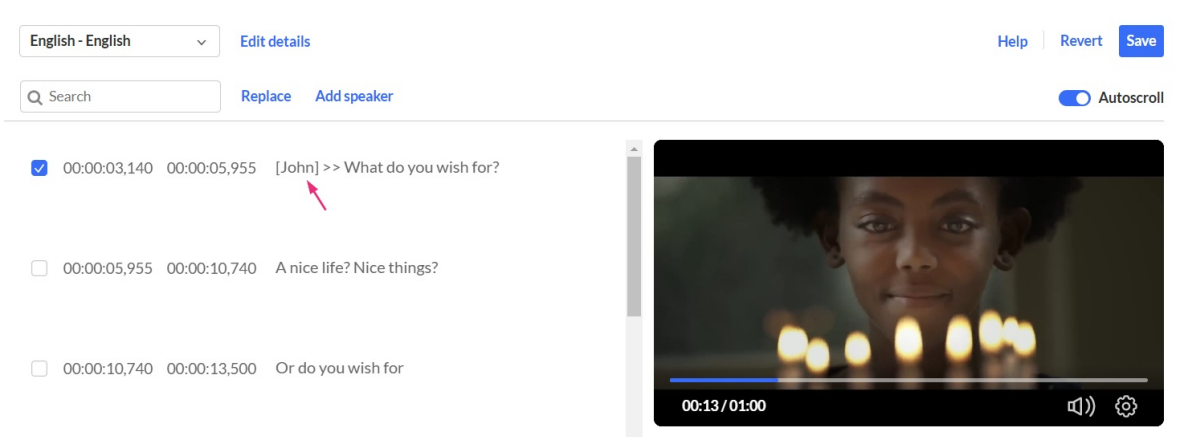 English - English Edit details Help Revert Save
Search Replace Add speaker Autoscroll
00:00:03,140 00:00:05,955 [John] >> What do you wish for?
00:00:05,955 00:00:10,740 A nice life? Nice things?
00:00:10,740 00:00:13,500 Or do you wish for
00:13 / 01:00